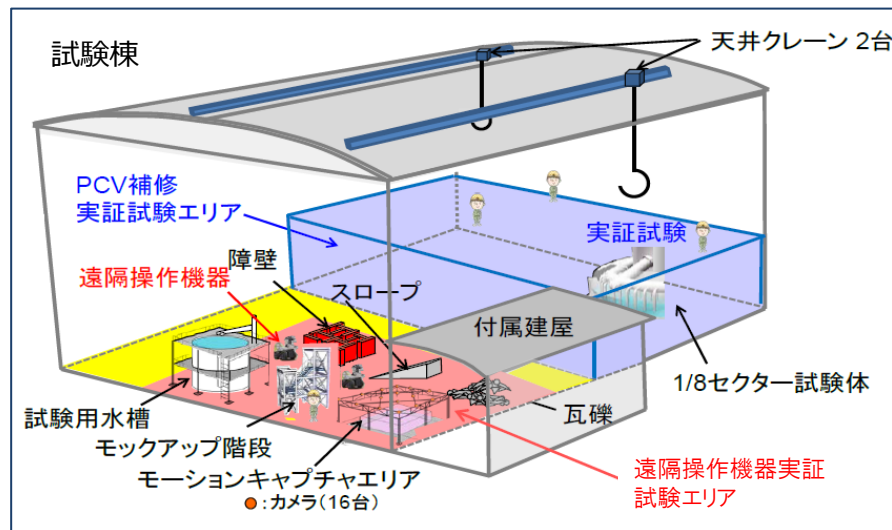 試験棟
天井クレーン 2台
PCV補修
実証試験エリア
実証試験
遠隔操作機器
障壁
スロープ
付属建屋
1/8セクター試験体
試験用水槽
瓦礫
モックアップ階段
モーションキャプチャエリア
●:カメラ(16台)
遠隔操作機器実証
試験エリア